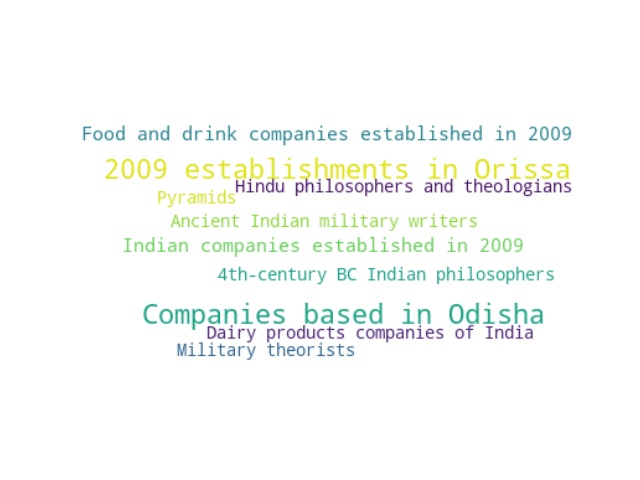 Food and drink companies established in 2009
2009 establishments in Orissa
Hindu philosophers and theologians
Pyramids
Ancient Indian military writers
Indian companies established in 2009
4th-century BC Indian philosophers
Companies based in Odisha
Dairy products companies of India
Military theorists